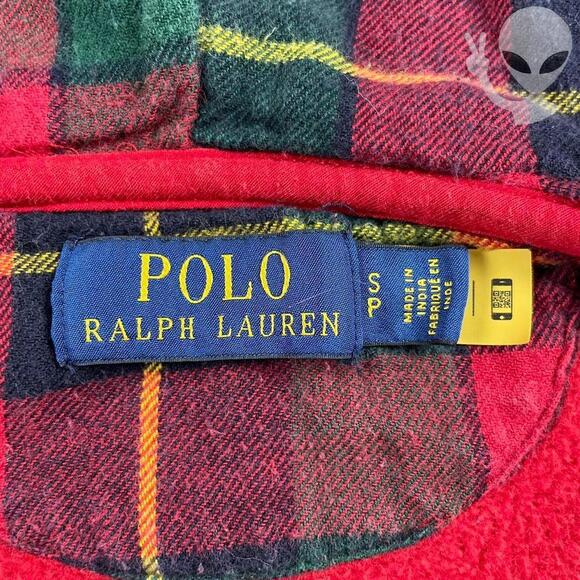 POLO
RALPH LAUREN
S
P
MADE IN
INDIA
FABRIQUÉ EN
INDE